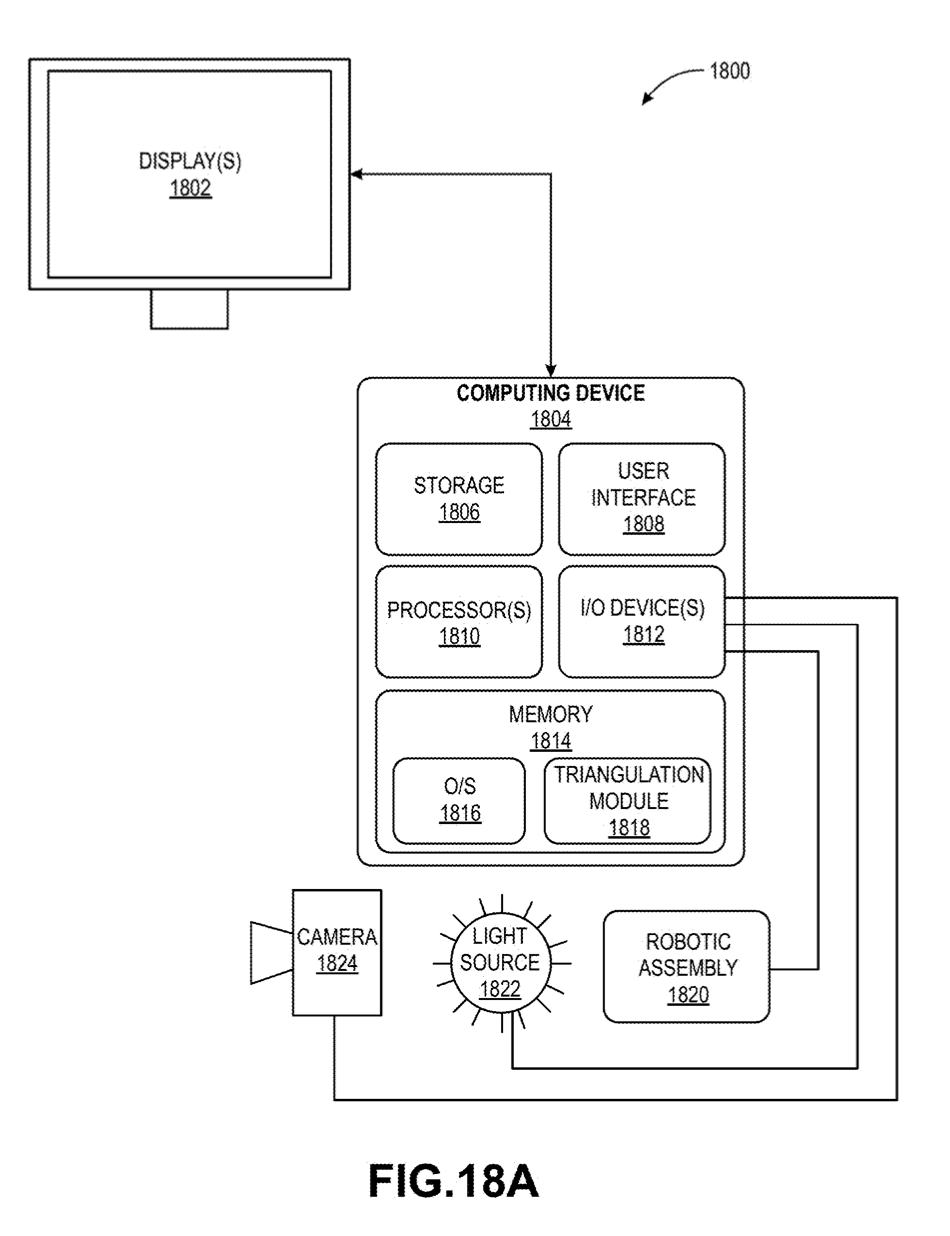 1800
DISPLAY(S)
1802
COMPUTING DEVICE
1804
STORAGE
1806
USER
INTERFACE
1808
PROCESSOR(S)
1810
I/O DEVICE(S)
1812
MEMORY
1814
O/S
1816
TRIANGULATION
MODULE
1818
CAMERA
1824
LIGHT
SOURCE
1822
ROBOTIC
ASSEMBLY
1820
FIG.18A